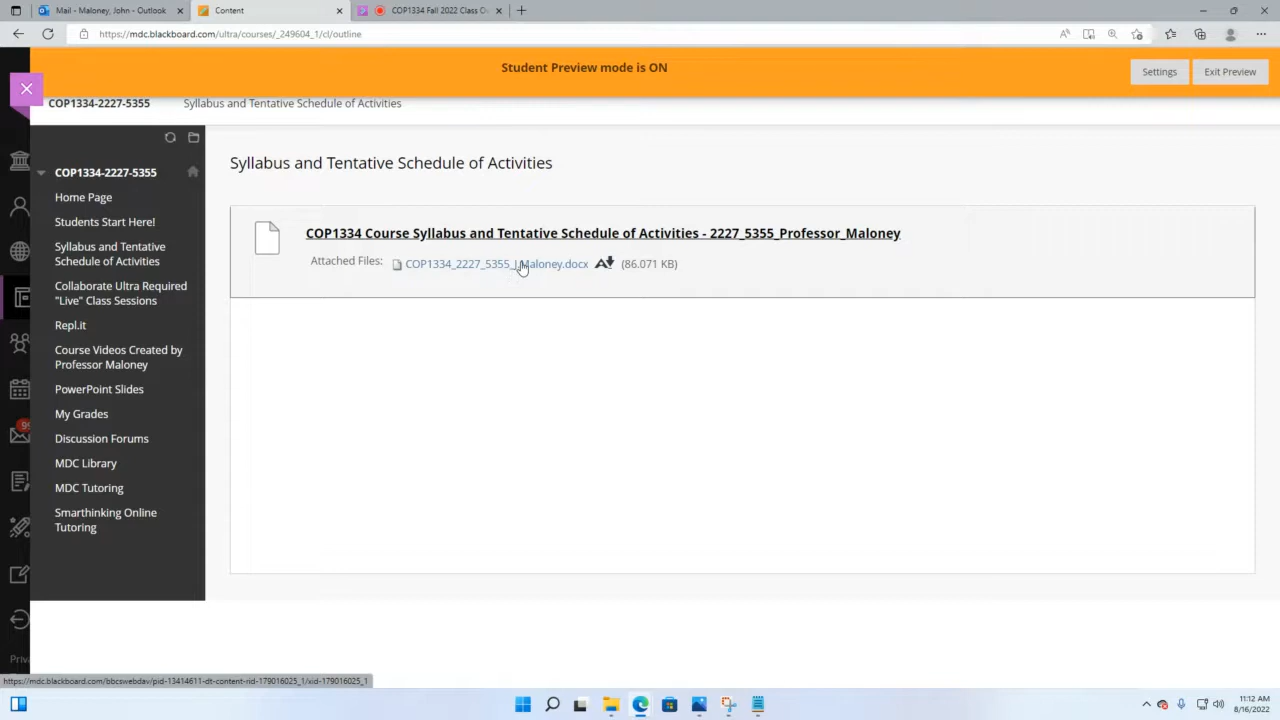 Mail - Maloney, John - Outlook
Content
COP1334 Fall 2022 Class O
https://mdc.blackboard.com/ultra/courses/_249604_1/cl/outline
Student Preview mode is ON
Settings
Exit Preview
COP1334-2227-5355
Syllabus and Tentative Schedule of Activities
COP1334-2227-5355
Home Page
Students Start Here!
Syllabus and Tentative
Schedule of Activities
Collaborate Ultra Required
"Live" Class Sessions
Repl.it
Course Videos Created by
Professor Maloney
PowerPoint Slides
My Grades
Discussion Forums
MDC Library
MDC Tutoring
Smarthinking Online
Tutoring
Syllabus and Tentative Schedule of Activities
COP1334 Course Syllabus and Tentative Schedule of Activities - 2227_5355_Professor_Maloney
Attached Files: COP1334_2227_5355_J_Maloney.docx (86.071 KB)
99
Priv
https://mdc.blackboard.com/bbcswebdav/pid-13414611-dt-content-rid-179016025_1/xid-179016025_1
11:12 AM
8/16/2022